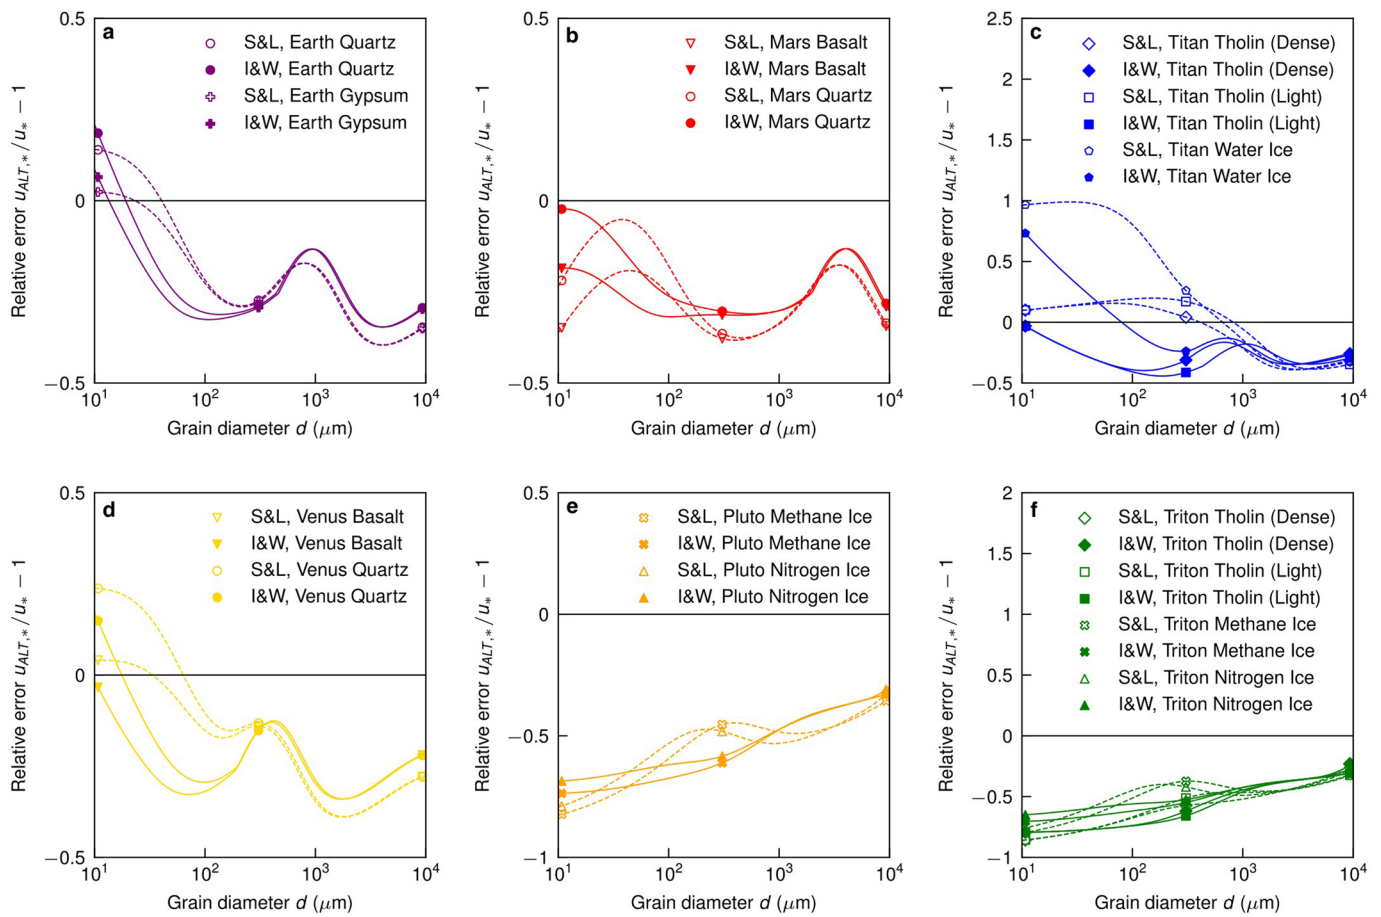 a
0.5
0
−0.5
Relative error u_ALT,∗/u_∗ − 1
S&L, Earth Quartz
I&W, Earth Quartz
S&L, Earth Gypsum
I&W, Earth Gypsum
10¹ 10² 10³ 10⁴
Grain diameter d (μm)
b
0.5
0
−0.5
Relative error u_ALT,∗/u_∗ − 1
S&L, Mars Basalt
I&W, Mars Basalt
S&L, Mars Quartz
I&W, Mars Quartz
10¹ 10² 10³ 10⁴
Grain diameter d (μm)
c
2.5
2
1.5
1
0.5
0
−0.5
Relative error u_ALT,∗/u_∗ − 1
S&L, Titan Tholin (Dense)
I&W, Titan Tholin (Dense)
S&L, Titan Tholin (Light)
I&W, Titan Tholin (Light)
S&L, Titan Water Ice
I&W, Titan Water Ice
10¹ 10² 10³ 10⁴
Grain diameter d (μm)
d
0.5
0
−0.5
Relative error u_ALT,∗/u_∗ − 1
S&L, Venus Basalt
I&W, Venus Basalt
S&L, Venus Quartz
I&W, Venus Quartz
10¹ 10² 10³ 10⁴
Grain diameter d (μm)
e
0.5
0
−0.5
−1
Relative error u_ALT,∗/u_∗ − 1
S&L, Pluto Methane Ice
I&W, Pluto Methane Ice
S&L, Pluto Nitrogen Ice
I&W, Pluto Nitrogen Ice
10¹ 10² 10³ 10⁴
Grain diameter d (μm)
f
2
1.5
1
0.5
0
−0.5
−1
Relative error u_ALT,∗/u_∗ − 1
S&L, Triton Tholin (Dense)
I&W, Triton Tholin (Dense)
S&L, Triton Tholin (Light)
I&W, Triton Tholin (Light)
S&L, Triton Methane Ice
I&W, Triton Methane Ice
S&L, Triton Nitrogen Ice
I&W, Triton Nitrogen Ice
10¹ 10² 10³ 10⁴
Grain diameter d (μm)